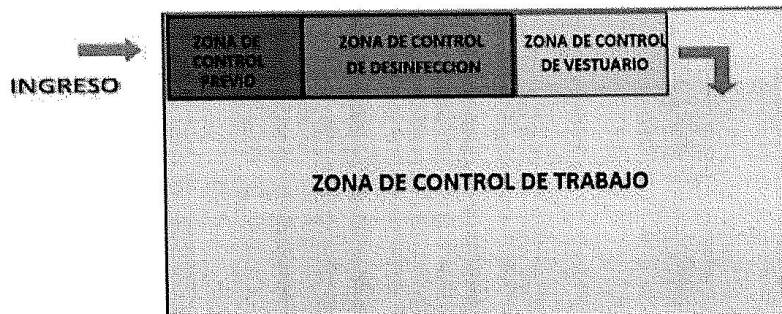 INGRESO
ZONA DE
CONTROL
PREVIO
ZONA DE CONTROL
DE DESINFECCION
ZONA DE CONTROL
DE VESTUARIO
ZONA DE CONTROL DE TRABAJO